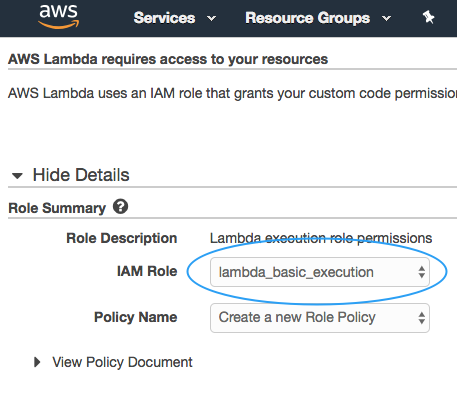 aws Services Resource Groups
AWS Lambda requires access to your resources
AWS Lambda uses an IAM role that grants your custom code permission
Hide Details
Role Summary ?
Role Description Lambda execution role permissions
IAM Role lambda_basic_execution
Policy Name Create a new Role Policy
View Policy Document